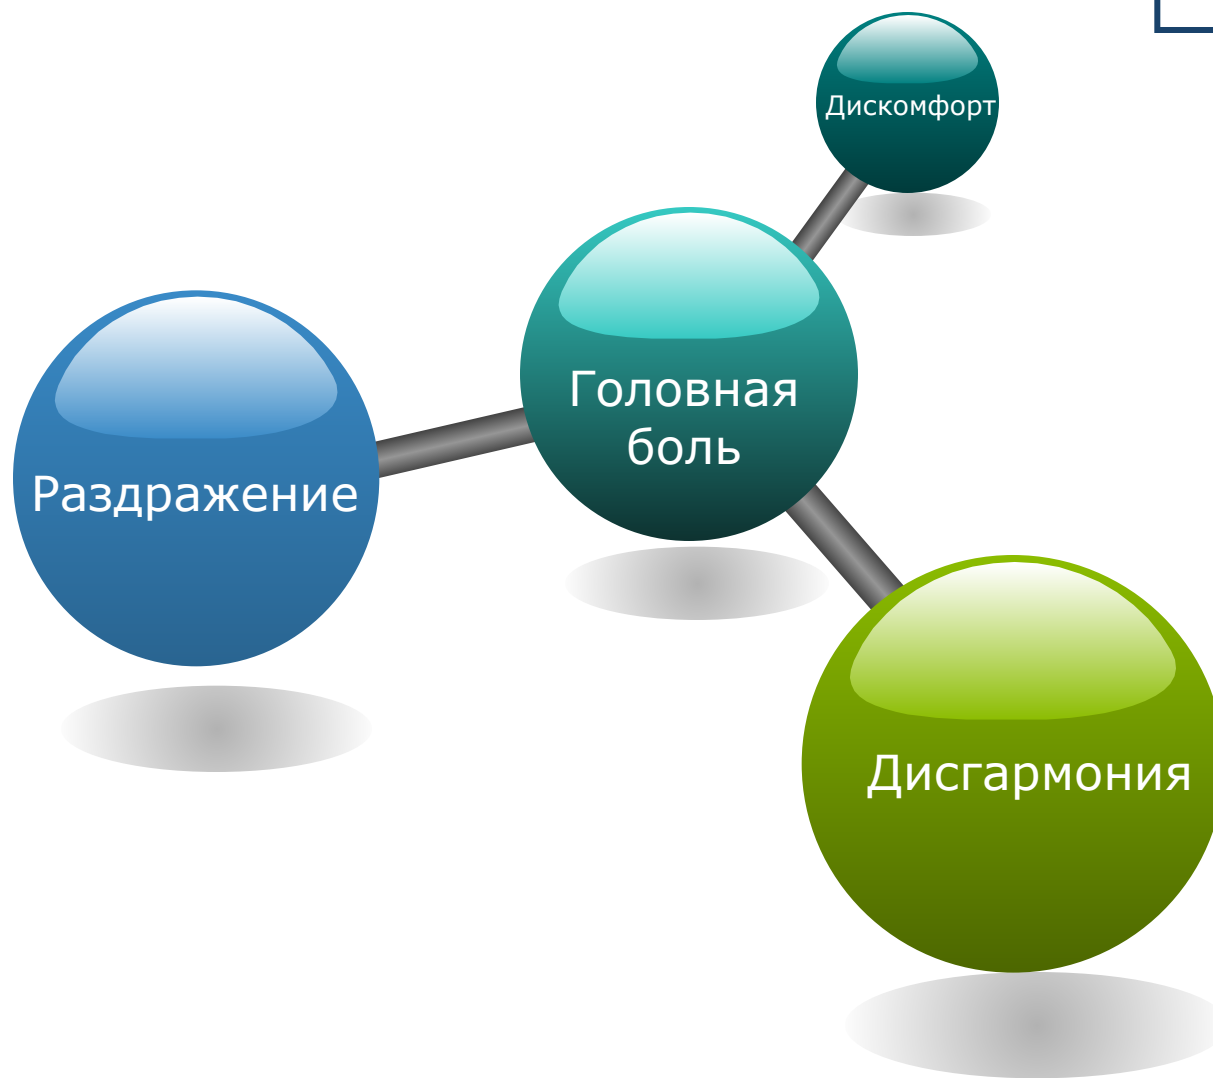 Дискомфорт
Головная
боль
Раздражение
Дисгармония